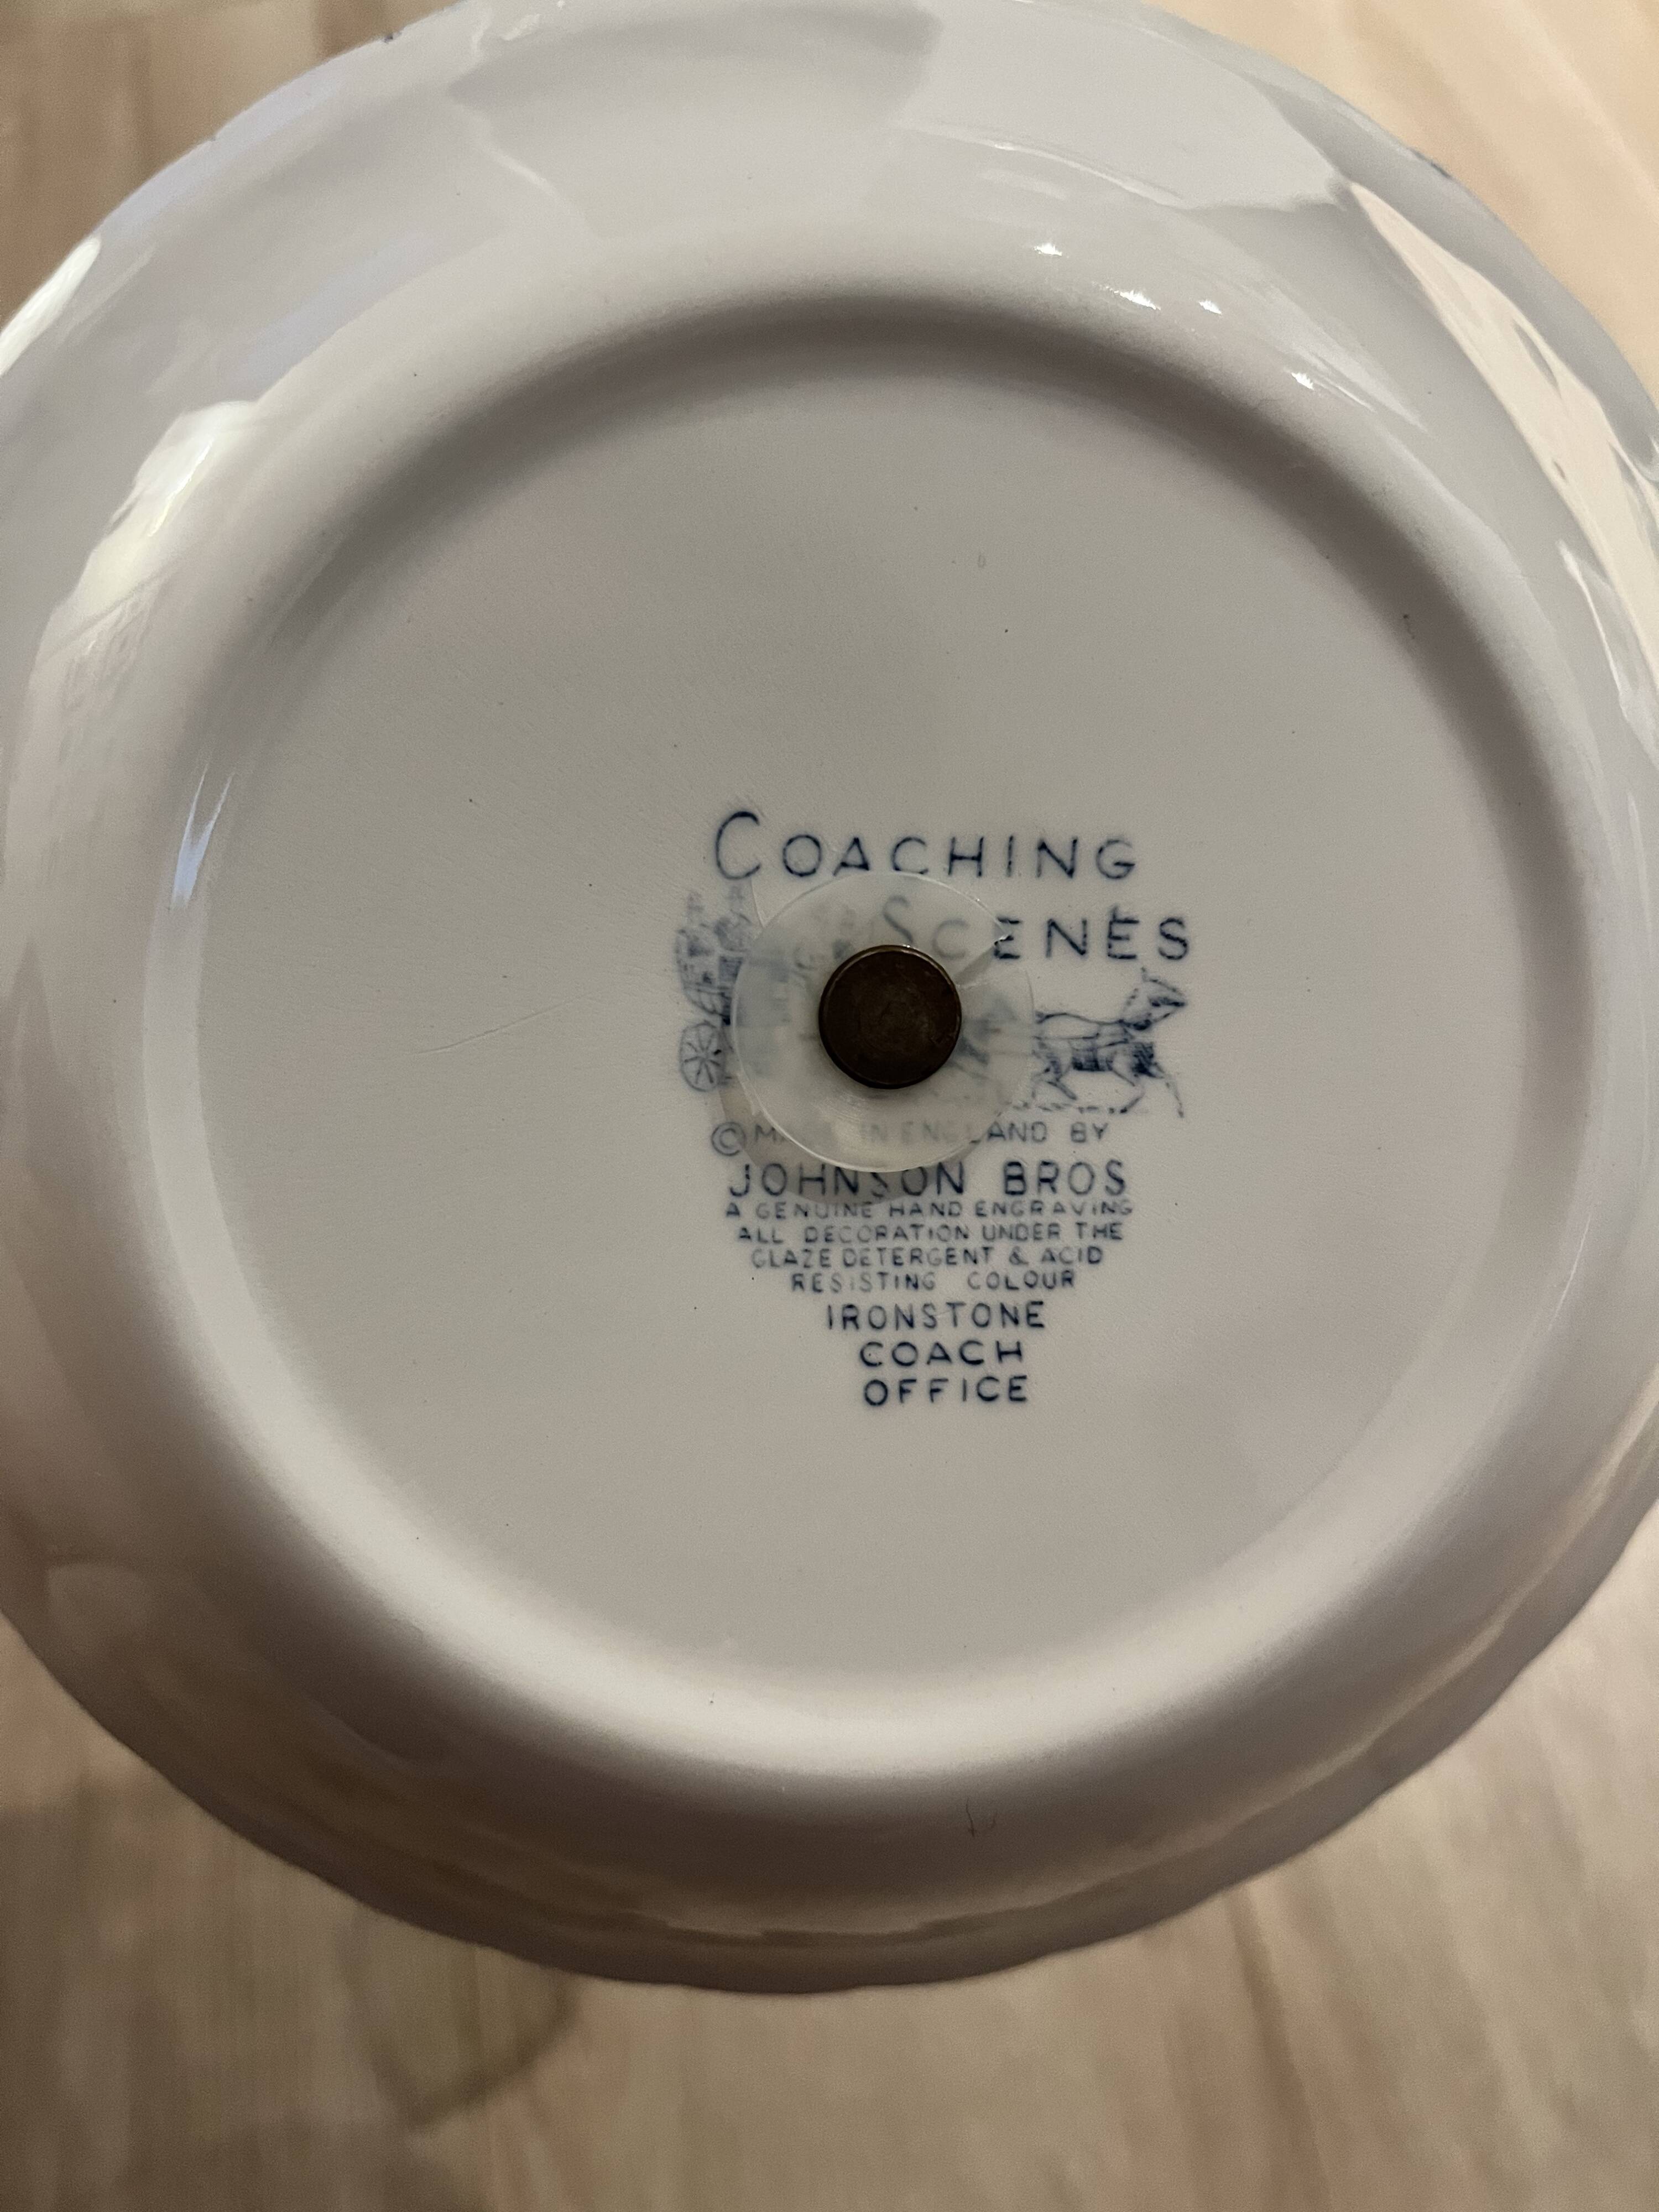 COACHING
SCENES
© MADE IN ENGLAND BY
JOHNSON BROS
A GENUINE HAND ENGRAVING
ALL DECORATION UNDER THE
GLAZE DETERGENT & ACID
RESISTING COLOUR
IRONSTONE
COACH
OFFICE